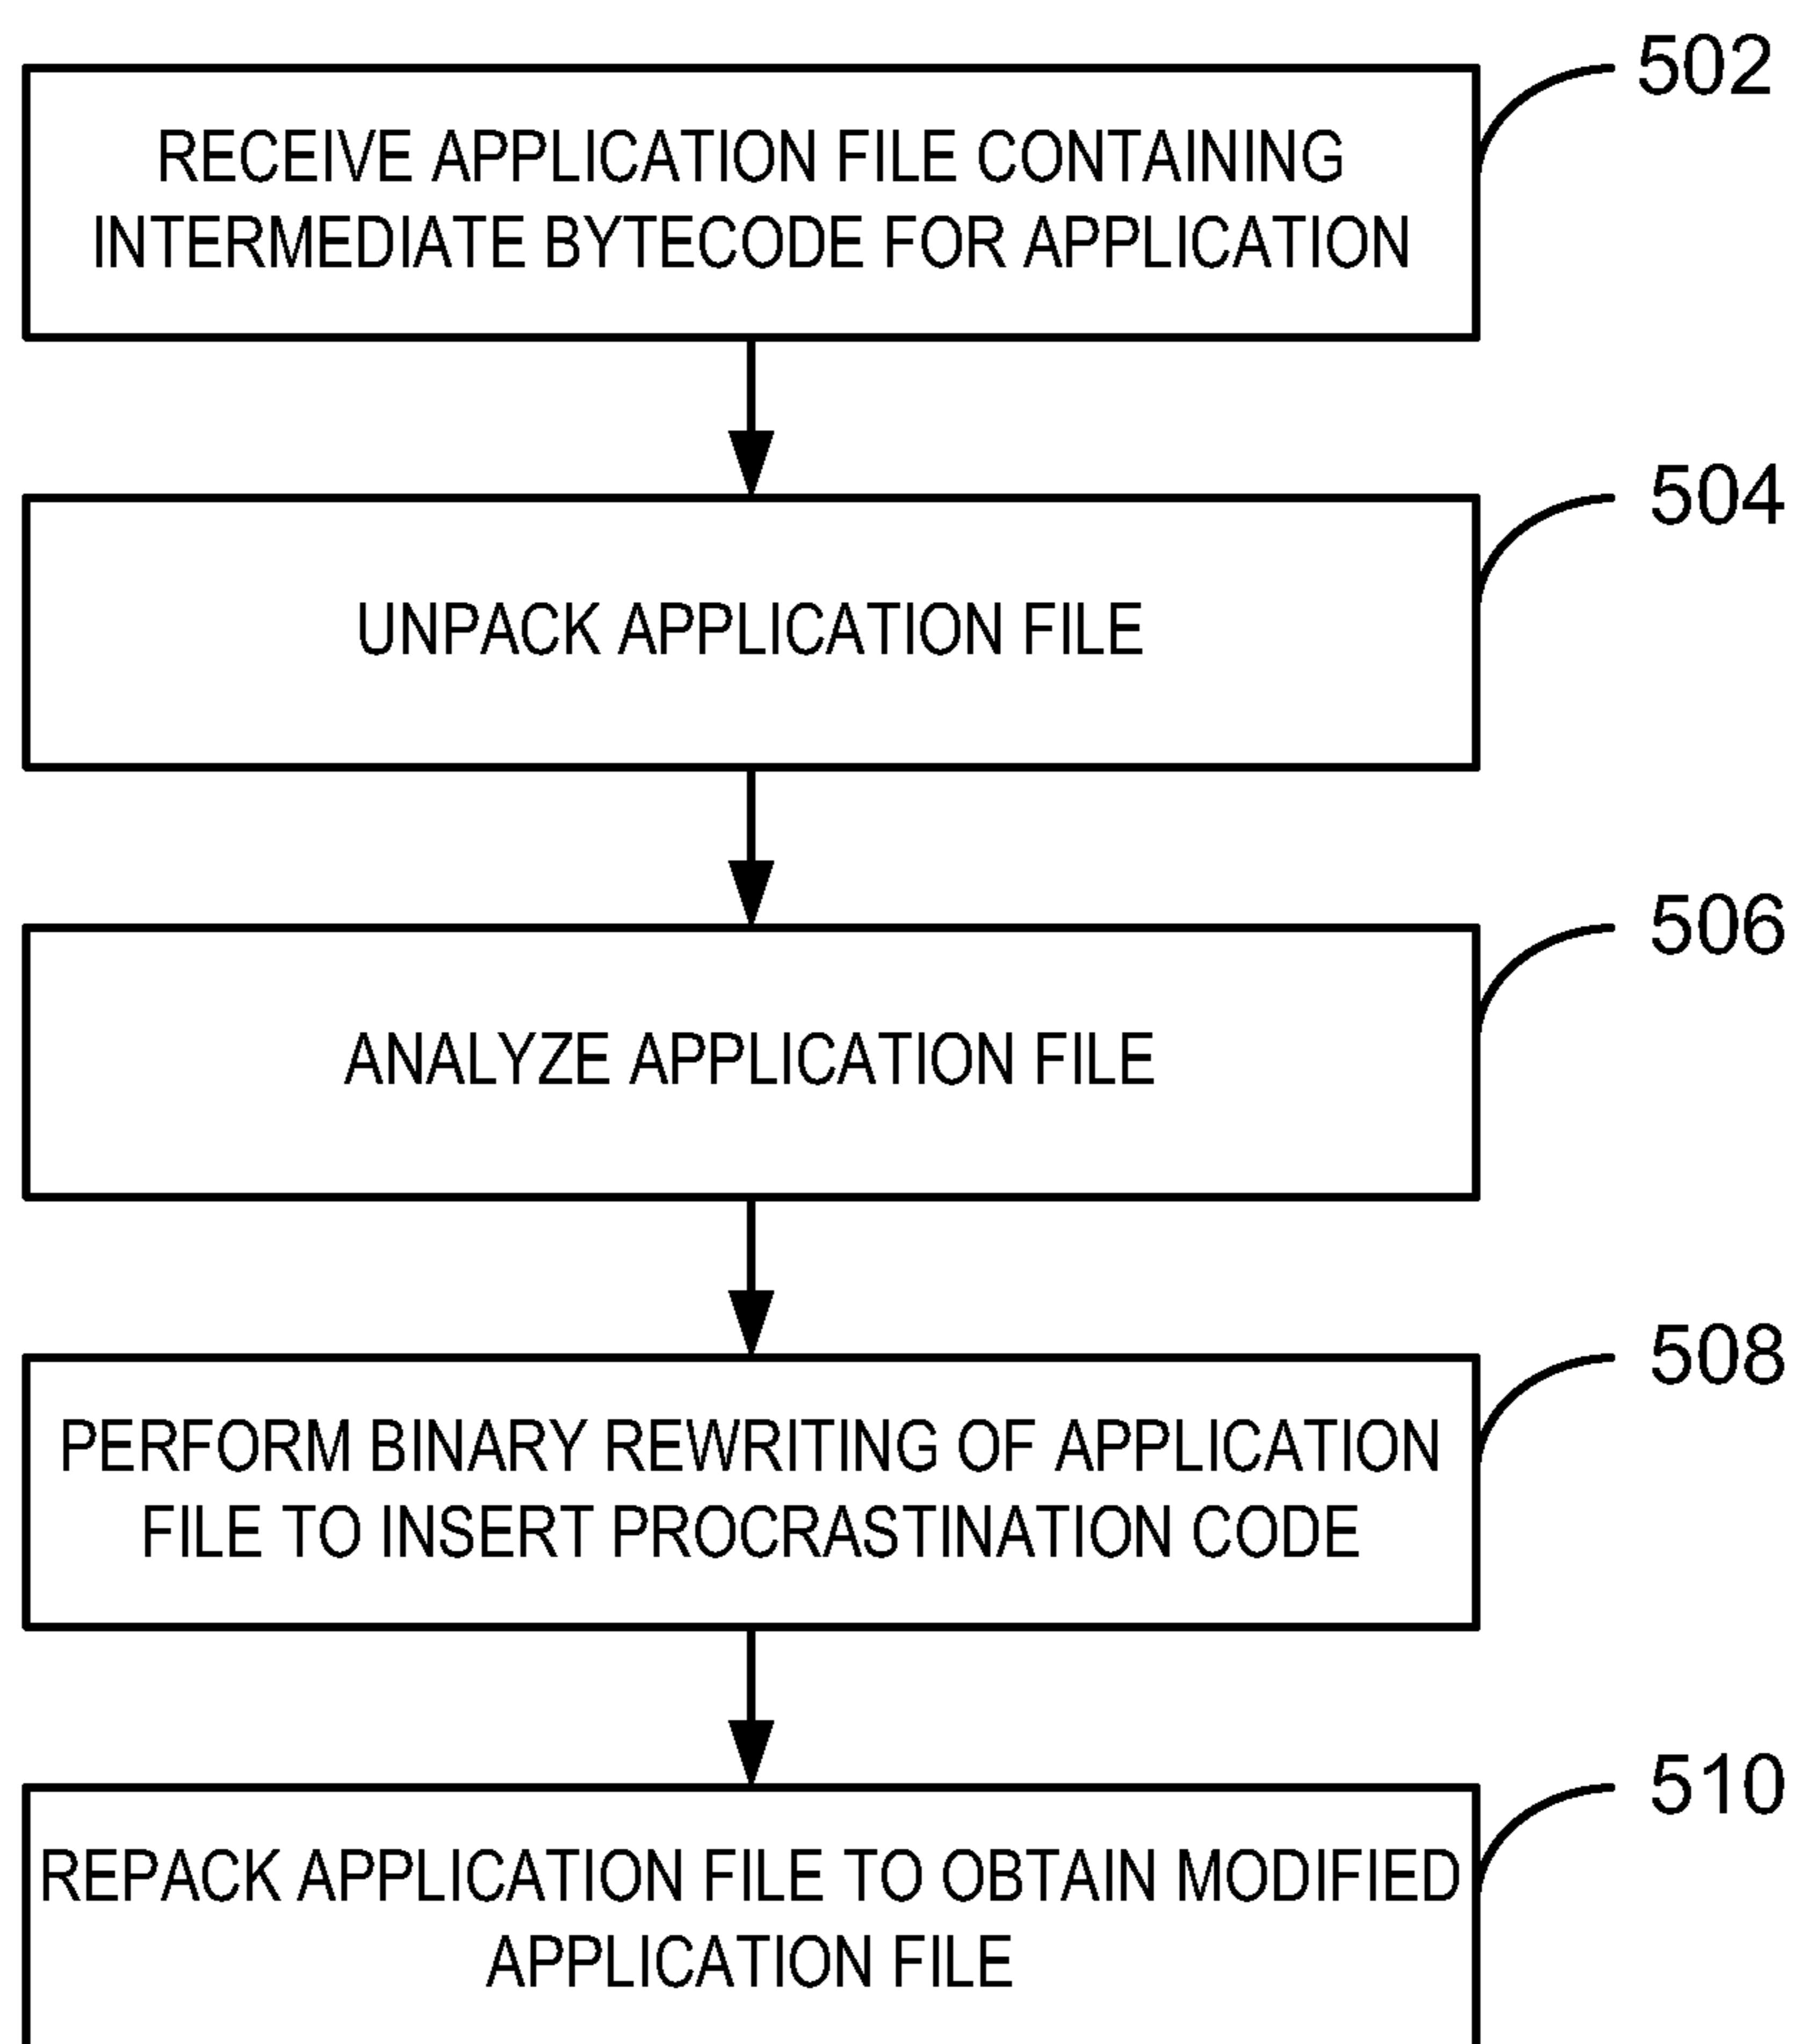 502
RECEIVE APPLICATION FILE CONTAINING
INTERMEDIATE BYTECODE FOR APPLICATION
504
UNPACK APPLICATION FILE
506
ANALYZE APPLICATION FILE
508
PERFORM BINARY REWRITING OF APPLICATION
FILE TO INSERT PROCRASTINATION CODE
510
REPACK APPLICATION FILE TO OBTAIN MODIFIED
APPLICATION FILE